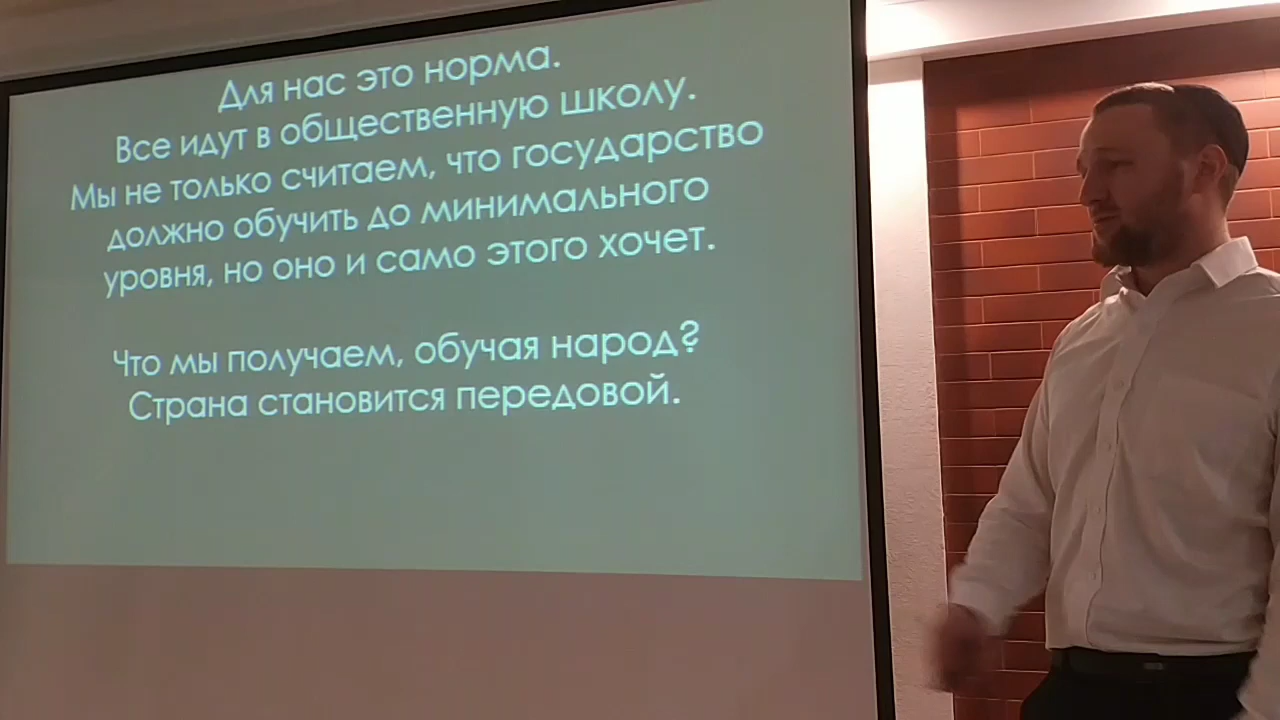 Для нас это норма.
Все идут в общественную школу.
Мы не только считаем, что государство
должно обучить до минимального
уровня, но оно и само этого хочет.
Что мы получаем, обучая народ?
Страна становится передовой.